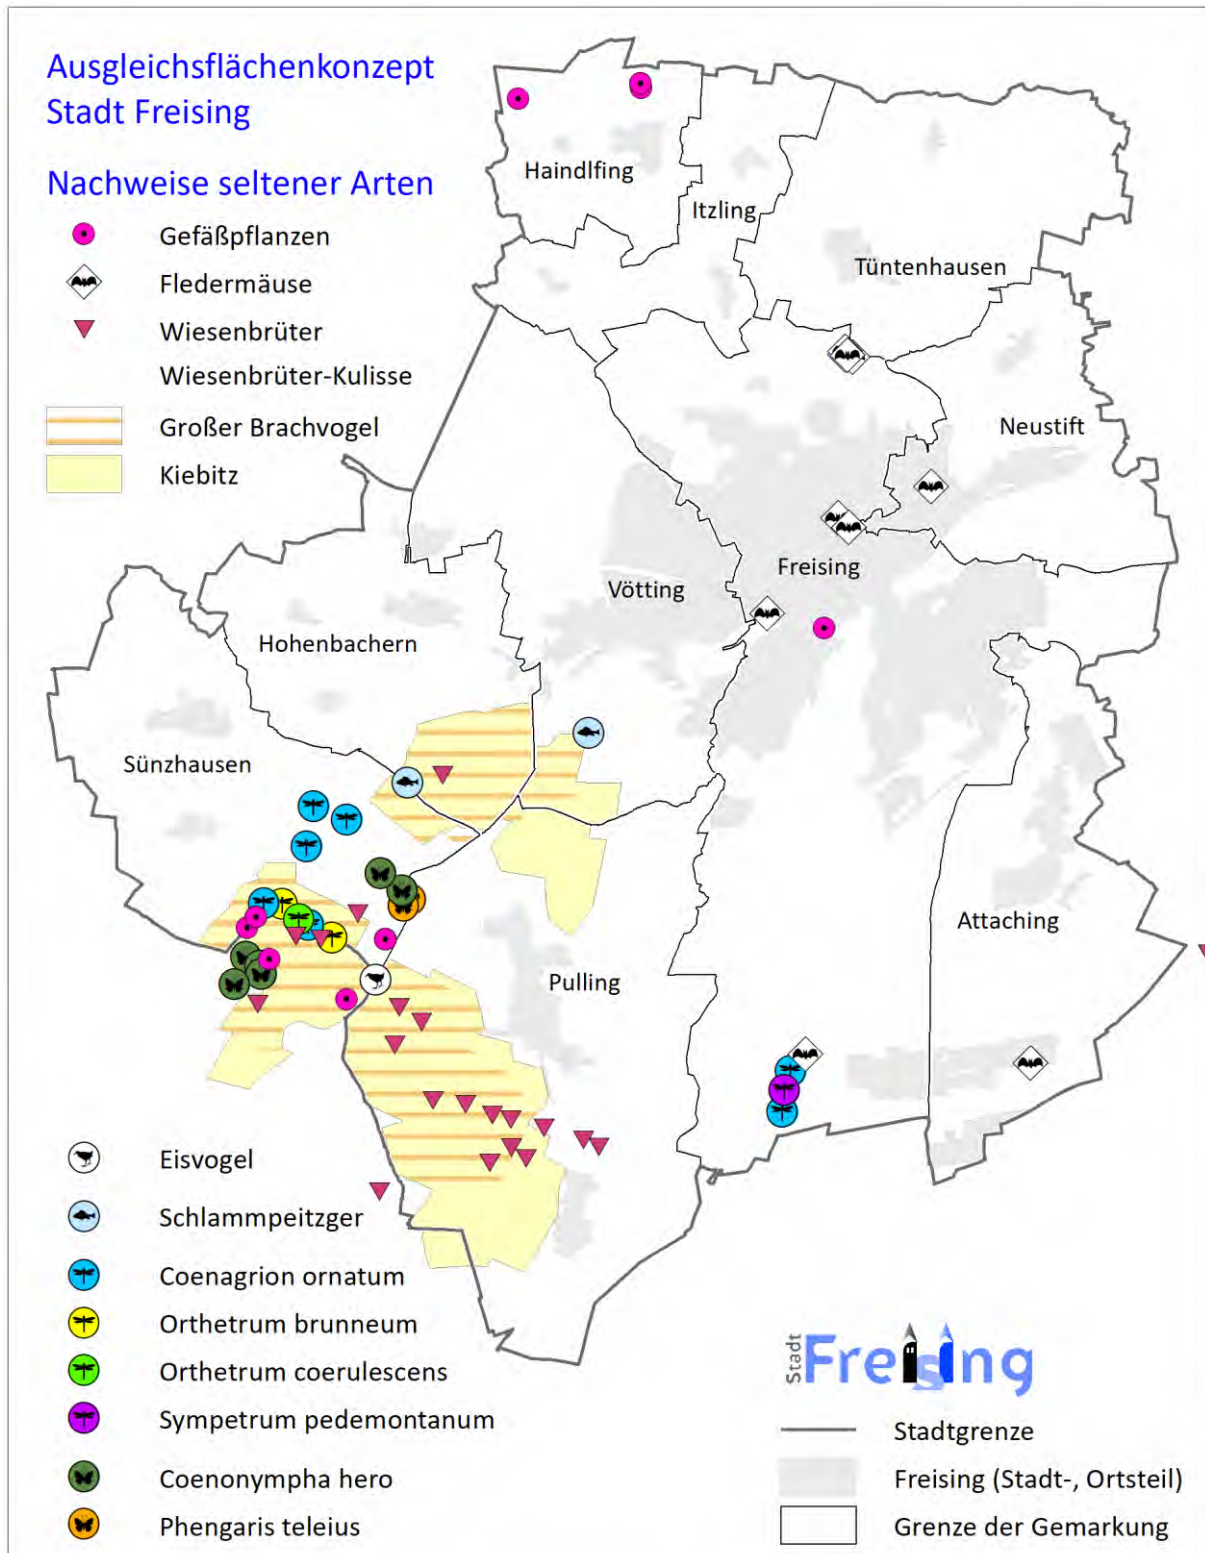 Ausgleichsflächenkonzept
Stadt Freising
Nachweise seltener Arten
Gefäßpflanzen
Fledermäuse
Wiesenbrüter
Wiesenbrüter-Kulisse
Großer Brachvogel
Kiebitz
Haindlfing
Itzling
Tüntenhausen
Neustift
Freising
Vötting
Hohenbachern
Sünzhausen
Attaching
Pulling
Eisvogel
Schlammpeitzger
Coenagrion ornatum
Orthetrum brunneum
Orthetrum coerulescens
Sympetrum pedemontanum
Coenonympha hero
Phengaris teleius
Stadt Freising
Stadtgrenze
Freising (Stadt-, Ortsteil)
Grenze der Gemarkung